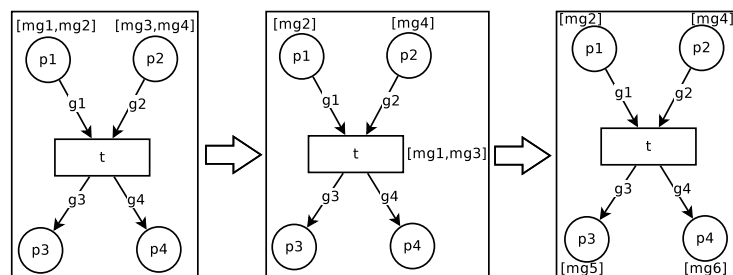 [mg1,mg2] [mg3,mg4]
p1 p2
g1 g2
t
g3 g4
p3 p4
[mg2] [mg4]
p1 p2
g1 g2
t [mg1,mg3]
g3 g4
p3 p4
[mg2] [mg4]
p1 p2
g1 g2
t
g3 g4
p3 p4
[mg5] [mg6]